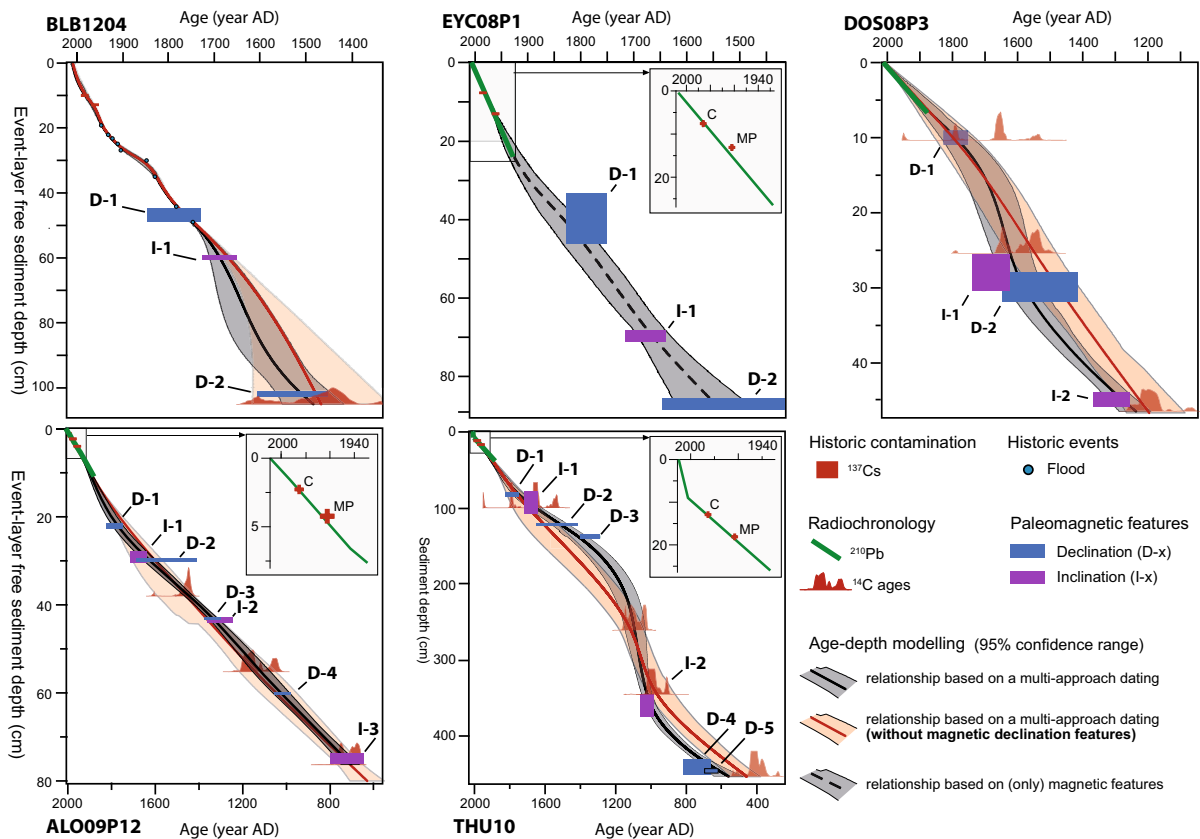 Age (year AD)
BLB1204
2000 1900 1800 1700 1600 1500 1400
0
20
40
60
80
100
Event-layer free sediment depth (cm)
D-1
I-1
D-2
Age (year AD)
EYC08P1
2000 1900 1800 1700 1600 1500
0
20
40
60
80
D-1
I-1
D-2
2000 1940
0
20
C
MP
Age (year AD)
DOS08P3
2000 1800 1600 1400 1200 1000
0
10
20
30
40
D-1
I-1
D-2
I-2
0
20
40
60
80
Event-layer free sediment depth (cm)
D-1
I-1
D-2
D-3
I-2
D-4
I-3
2000 1940
0
5
C
MP
2000 1600 1200 800
ALO09P12
Age (year AD)
0
100
200
300
400
Sediment depth (cm)
D-1
I-1
D-2
D-3
I-2
D-4
D-5
2000 1940
0
20
C
MP
2000 1600 1200 800 400
THU10
Age (year AD)
Historic contamination
137Cs
Historic events
Flood
Radiochronology
210Pb
14C ages
Paleomagnetic features
Declination (D-x)
Inclination (I-x)
Age-depth modelling (95% confidence range)
relationship based on a multi-approach dating
relationship based on a multi-approach dating
(without magnetic declination features)
relationship based on (only) magnetic features